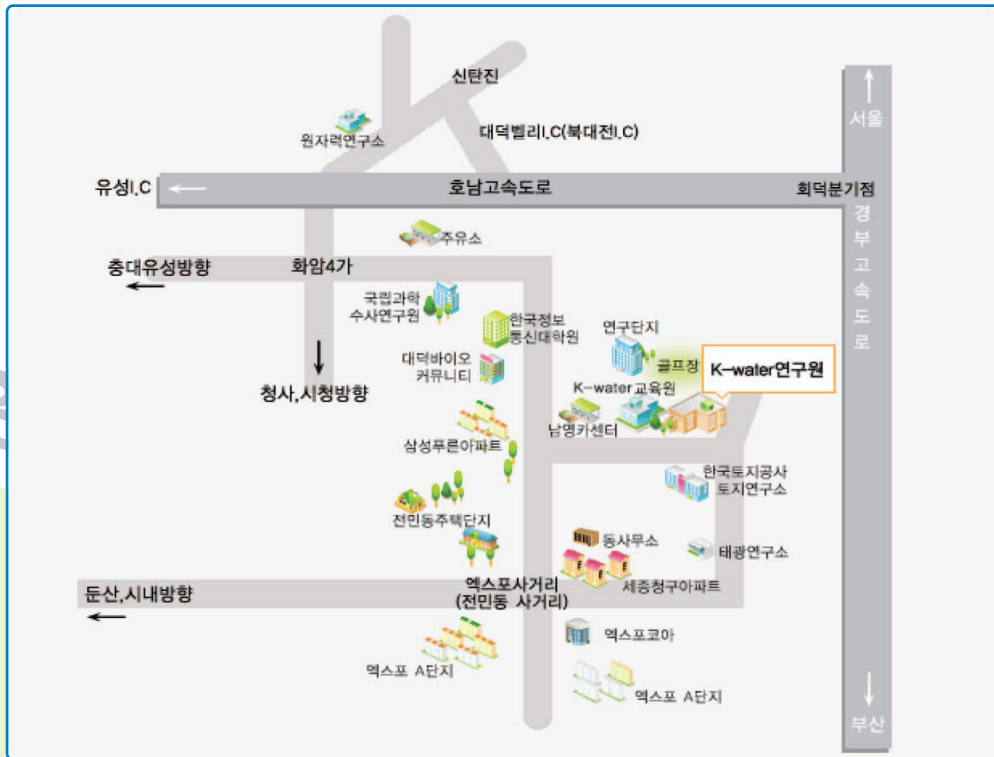 신탄진
서울
대덕벨리I.C(북대전I.C)
원자력연구소
유성I.C
호남고속도로
회덕분기점
경부고속도로
주유소
충대유성방향
화암4가
국립과학
수사연구원
한국정보
통신대학원
연구단지
골프장
K-water연구원
대덕바이오
커뮤니티
청사,시청방향
K-water교육원
남영카센터
삼성푸른아파트
한국토지공사
토지연구소
전민동주택단지
동사무소
태광연구소
세종청구아파트
둔산,시내방향
엑스포사거리
(전민동 사거리)
엑스포코아
엑스포 A단지
엑스포 A단지
부산